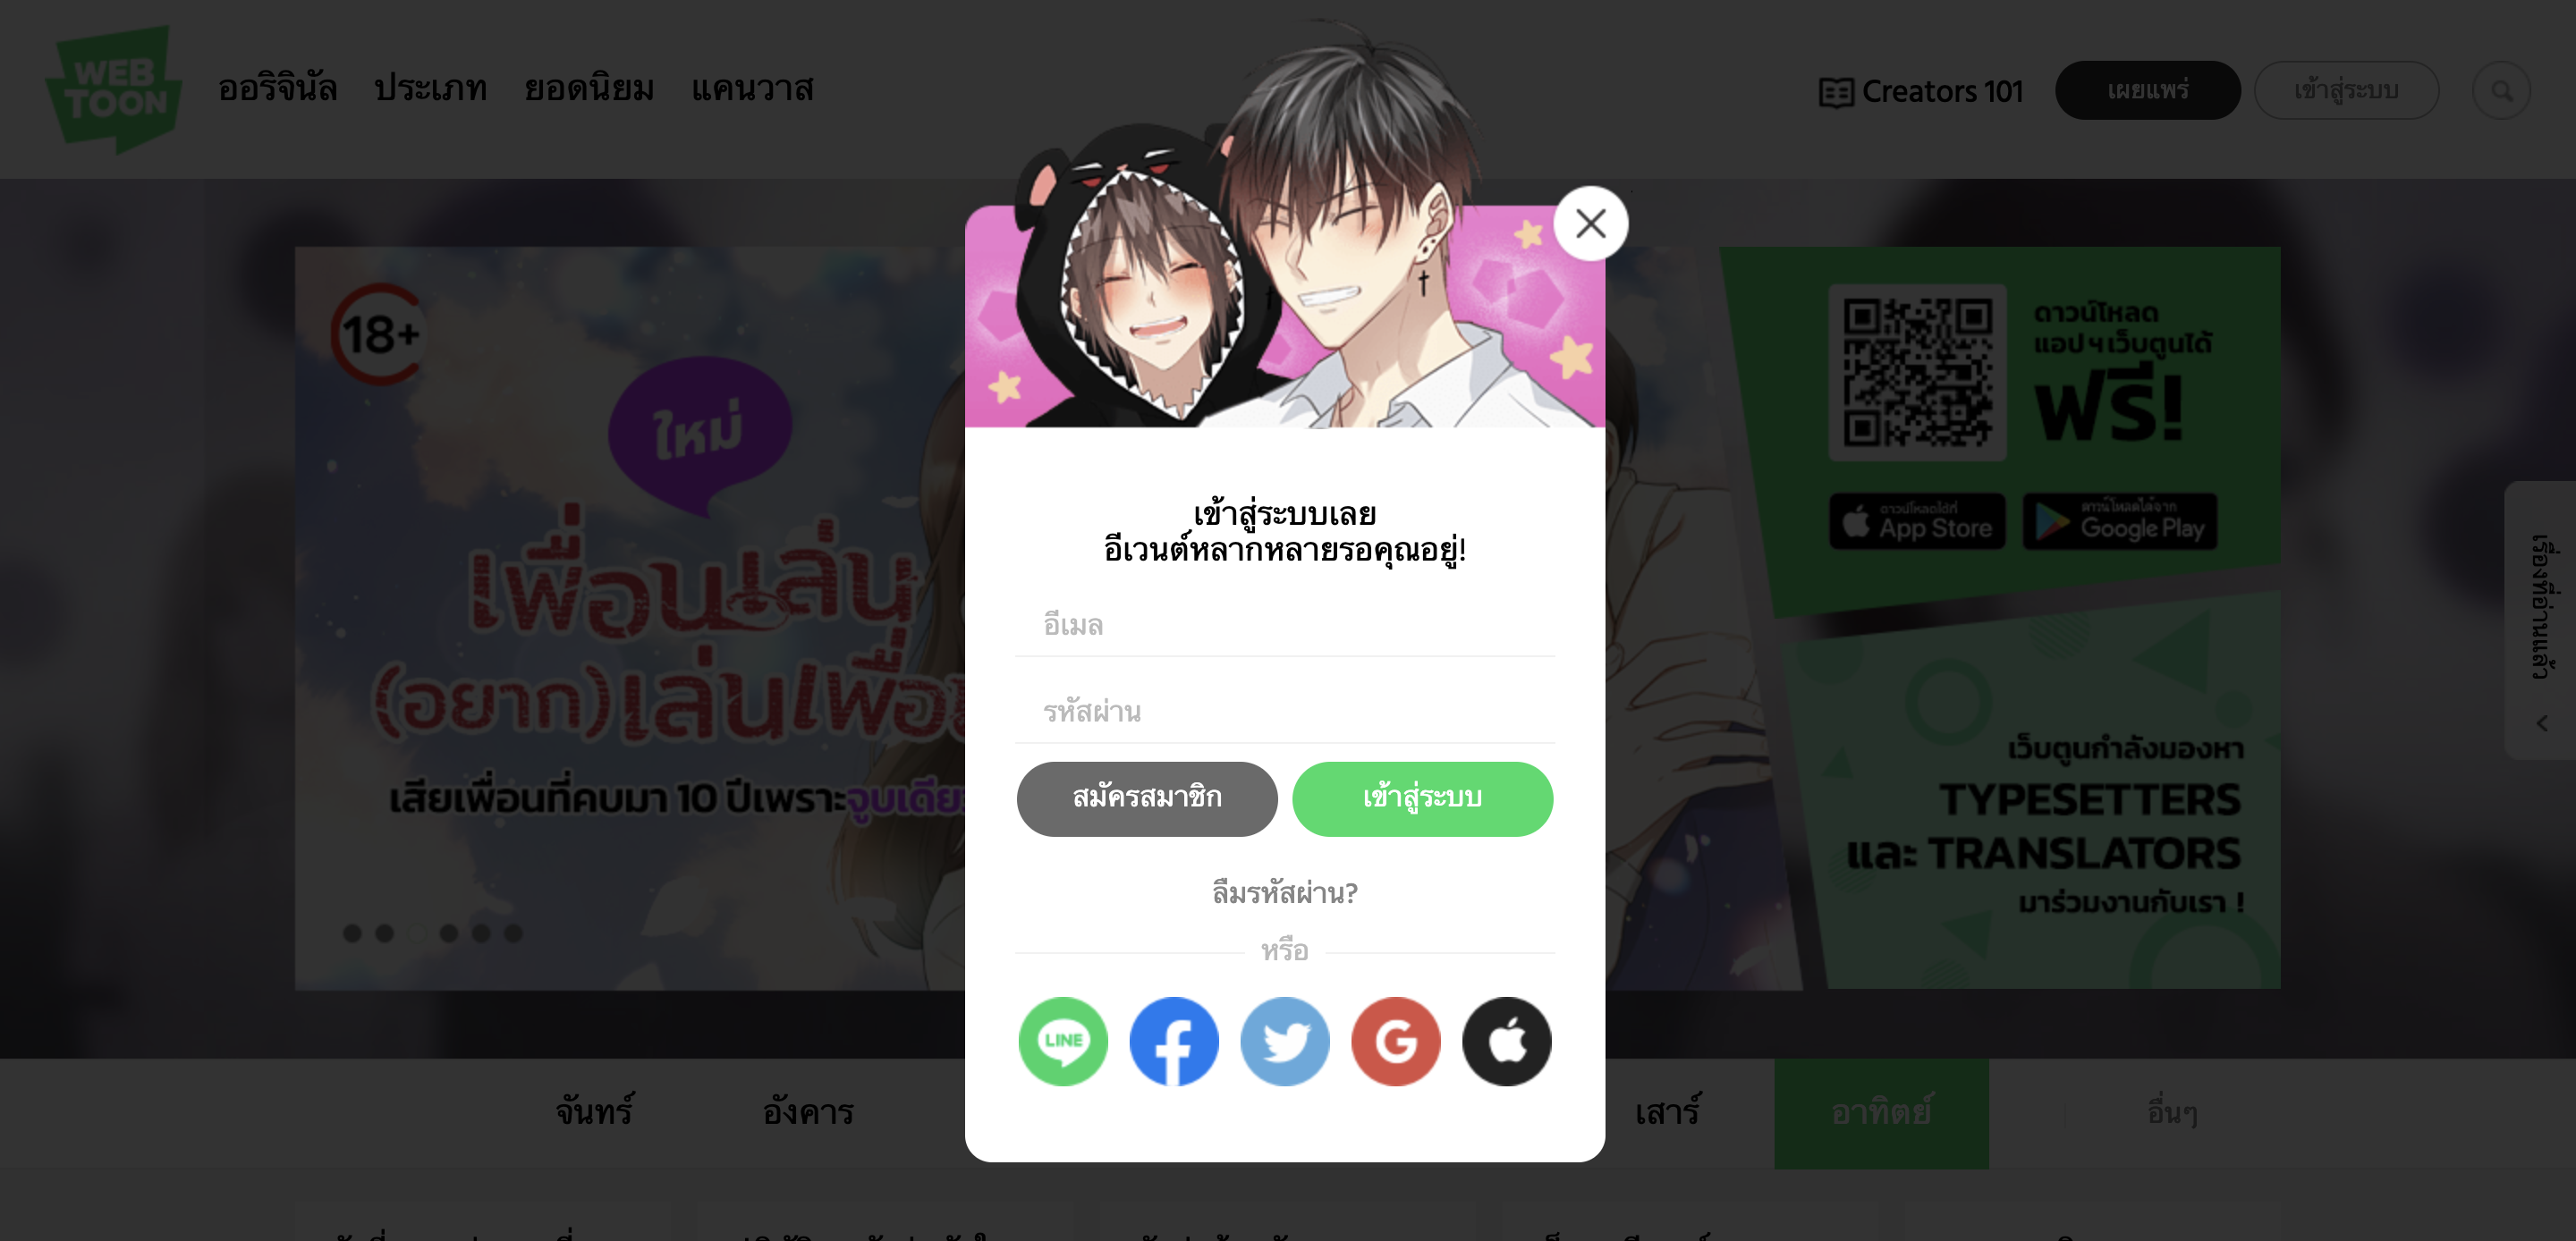 WEB
TOON
ออริจินัล ประเภท ยอดนิยม แคนวาส
Creators 101
เผยแพร่
เข้าสู่ระบบ
18+
ใหม่
เพื่อนเล่น
(อยาก)เล่นเพื่อน
เสียเพื่อนที่คบมา 10 ปีเพราะจูบเดียว
เข้าสู่ระบบเลย
อีเวนต์หลากหลายรอคุณอยู่!
อีเมล
รหัสผ่าน
สมัครสมาชิก
เข้าสู่ระบบ
ลืมรหัสผ่าน?
หรือ
LINE
ดาวน์โหลด
แอป ฯ เว็บตูนได้
ฟรี!
ดาวน์โหลดได้ที่
App Store
ดาวน์โหลดได้จาก
Google Play
เว็บตูนกำลังมองหา
TYPESETTERS
และ TRANSLATORS
มาร่วมงานกับเรา !
เรื่องที่อ่านแล้ว
จันทร์ อังคาร เสาร์ อาทิตย์ อื่นๆ